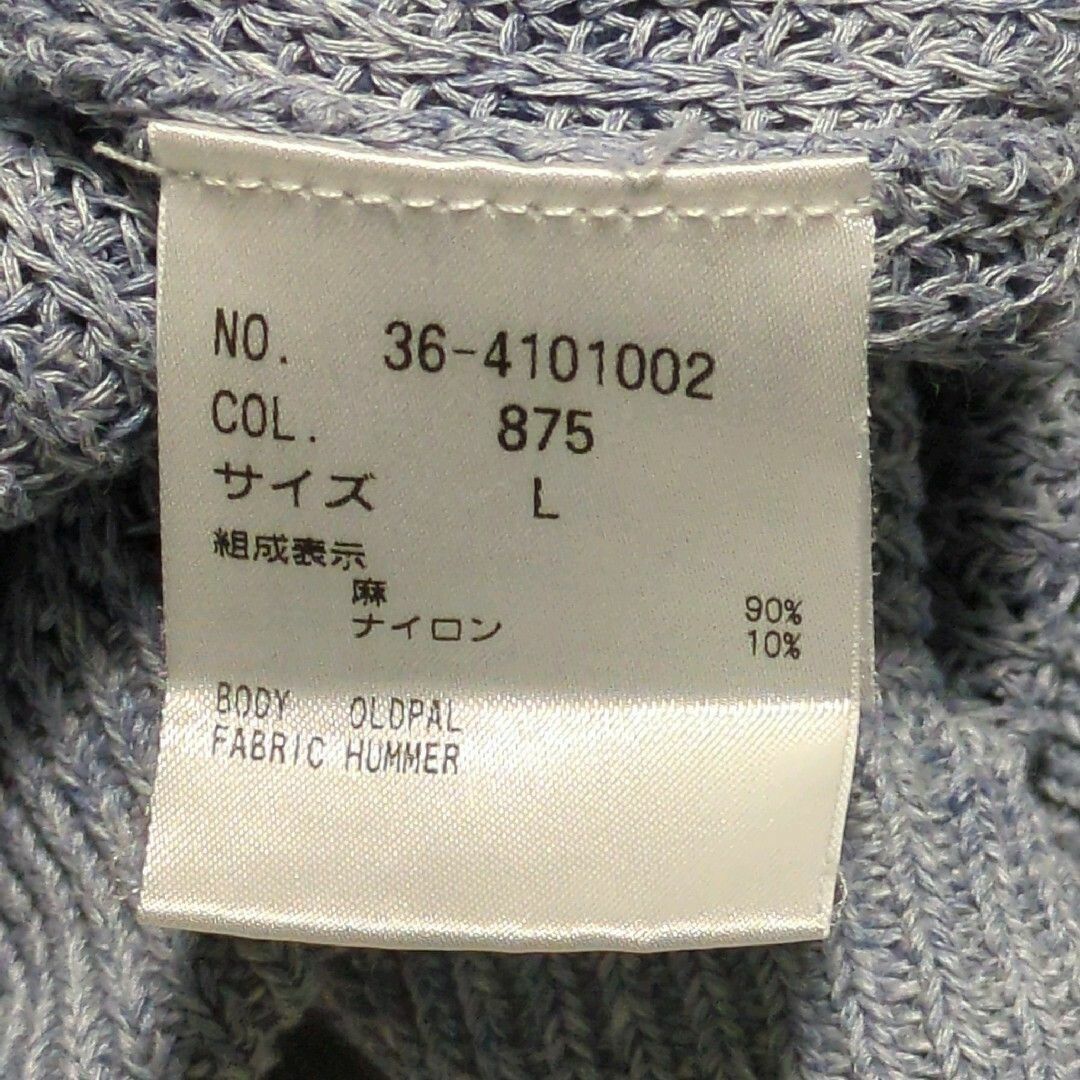 NO. 36-4101002
COL. 875
サイズ L
組成表示
麻 90%
ナイロン 10%
BODY OLDPAL
FABRIC HUMMER